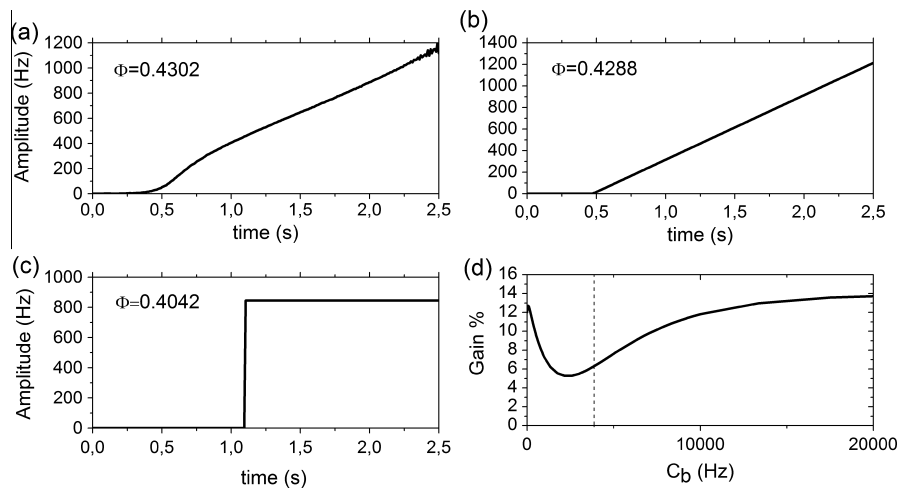 (a)
Φ=0.4302
Amplitude (Hz)
1200
1000
800
600
400
200
0
0,0 0,5 1,0 1,5 2,0 2,5
time (s)
(b)
Φ=0.4288
1400
1200
1000
800
600
400
200
0
0,0 0,5 1,0 1,5 2,0 2,5
time (s)
(c)
Φ=0.4042
Amplitude (Hz)
1000
800
600
400
200
0
0,0 0,5 1,0 1,5 2,0 2,5
time (s)
(d)
Gain %
16
14
12
10
8
6
4
2
0
0 10000 20000
C_b (Hz)